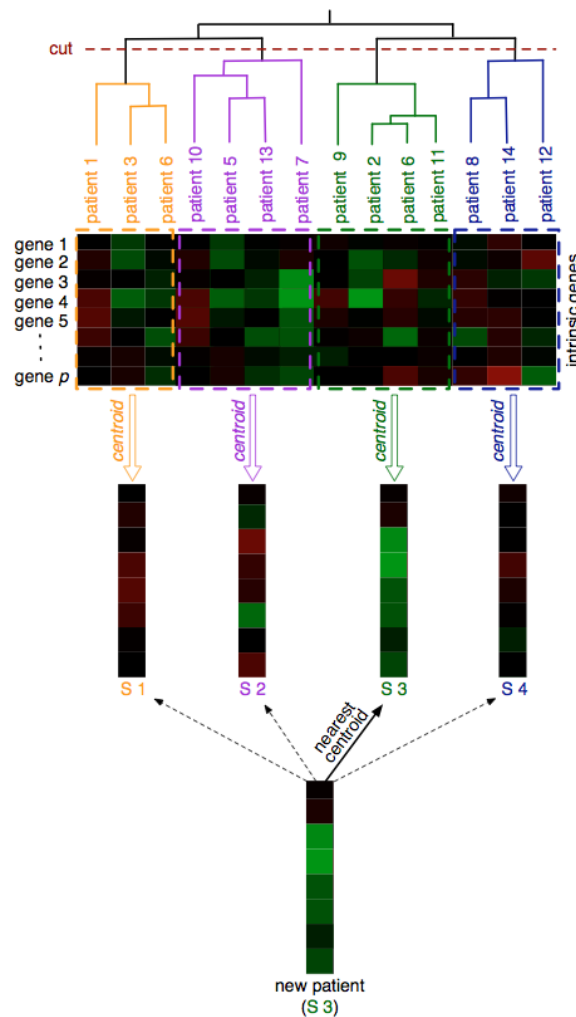 cut
patient 1
patient 3
patient 6
patient 10
patient 5
patient 13
patient 7
patient 9
patient 2
patient 6
patient 11
patient 8
patient 14
patient 12
gene 1
gene 2
gene 3
gene 4
gene 5
gene p
intrinsic genes
centroid
centroid
centroid
centroid
S 1
S 2
S 3
S 4
nearest
centroid
new patient
(S 3)